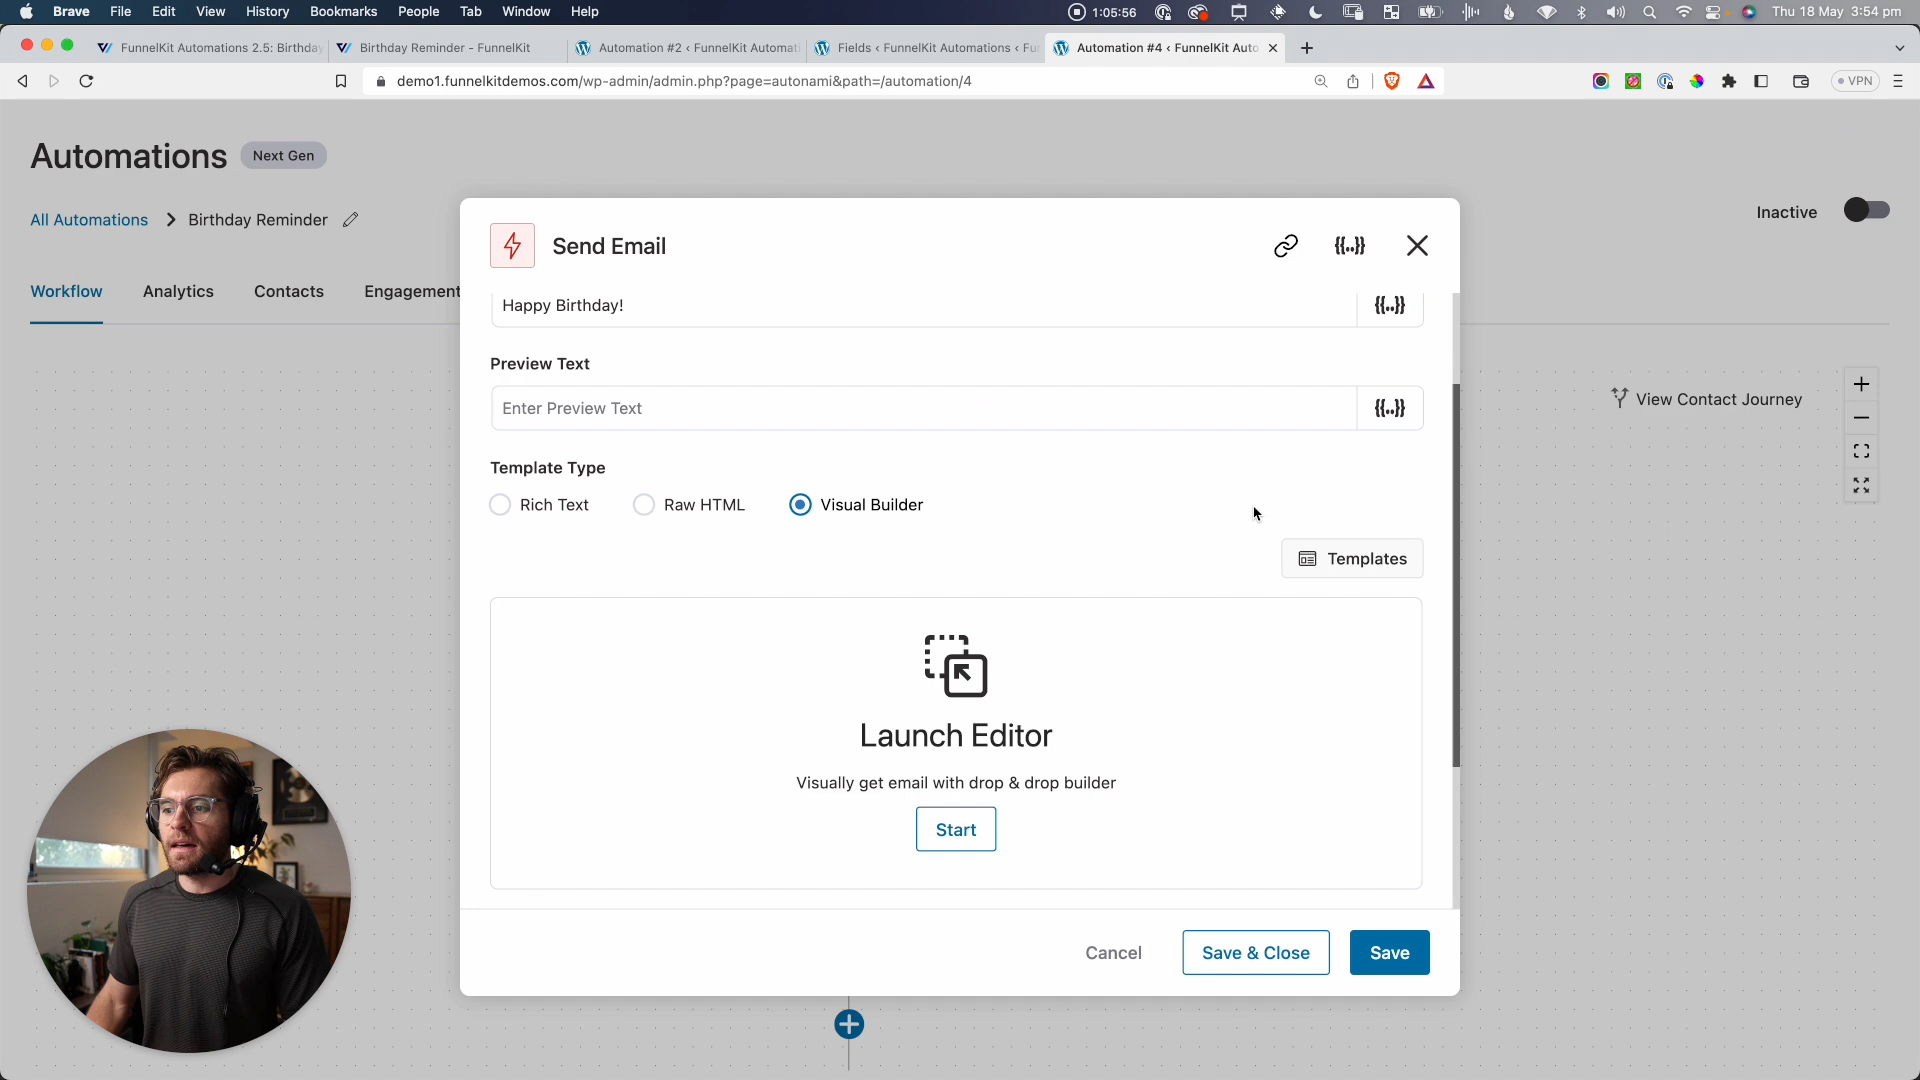 Brave File Edit View History Bookmarks People Tab Window Help 1:05:56 Thu 18 May 3:54 pm
FunnelKit Automations 2.5: Birthday Birthday Reminder - FunnelKit Automation #2 ‹ FunnelKit Automati Fields ‹ FunnelKit Automations ‹ Fu Automation #4 ‹ FunnelKit Auto
demo1.funnelkitdemos.com/wp-admin/admin.php?page=autonami&path=/automation/4 VPN
Automations Next Gen
All Automations > Birthday Reminder
Inactive
Workflow Analytics Contacts Engagement
View Contact Journey
Send Email {{..}}
Happy Birthday! {{..}}
Preview Text
Enter Preview Text {{..}}
Template Type
Rich Text Raw HTML Visual Builder
Templates
Launch Editor
Visually get email with drop & drop builder
Start
Cancel Save & Close Save